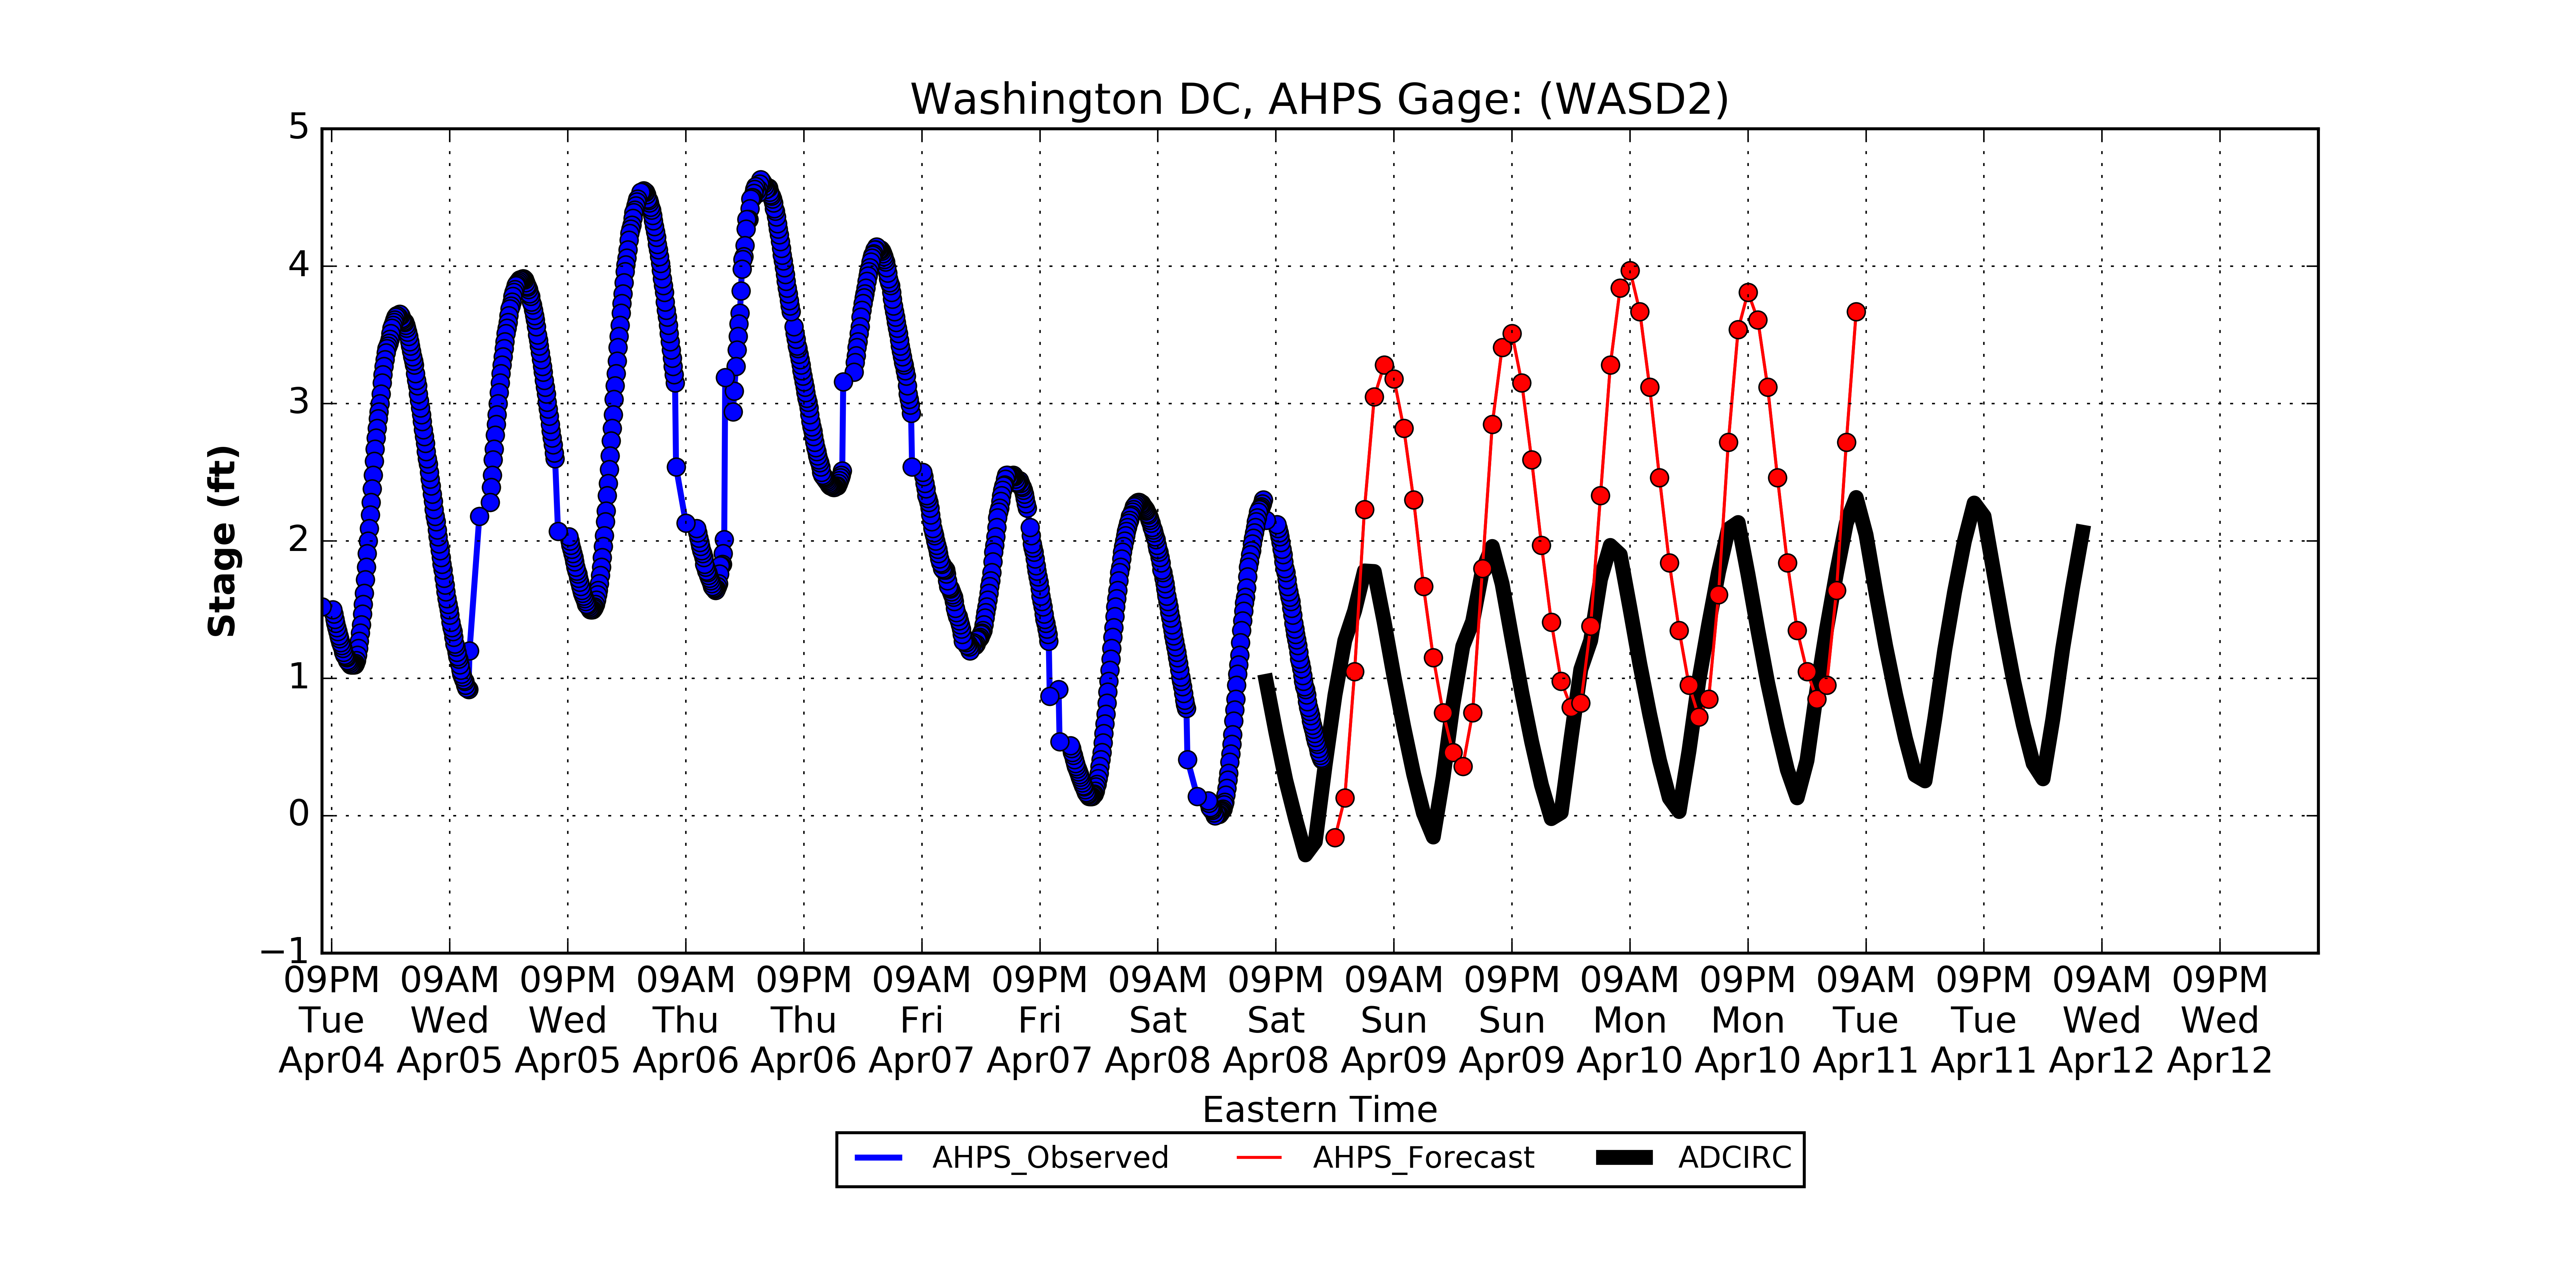 Washington DC, AHPS Gage: (WASD2)
5
4
3
2
1
0
−1
Stage (ft)
09PM 09AM 09PM 09AM 09PM 09AM 09PM 09AM 09PM 09AM 09PM 09AM 09PM 09AM 09PM 09AM 09PM
Tue Wed Wed Thu Thu Fri Fri Sat Sat Sun Sun Mon Mon Tue Tue Wed Wed
Apr04 Apr05 Apr05 Apr06 Apr06 Apr07 Apr07 Apr08 Apr08 Apr09 Apr09 Apr10 Apr10 Apr11 Apr11 Apr12 Apr12
Eastern Time
AHPS_Observed AHPS_Forecast ADCIRC